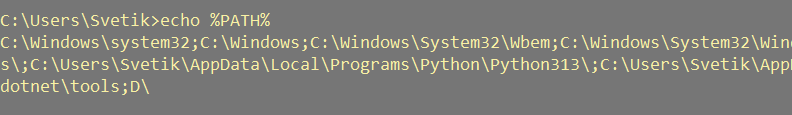 C:\Users\Svetik>echo %PATH%
C:\Windows\system32;C:\Windows;C:\Windows\System32\Wbem;C:\Windows\System32\Win
s\;C:\Users\Svetik\AppData\Local\Programs\Python\Python313\;C:\Users\Svetik\App
dotnet\tools;D\